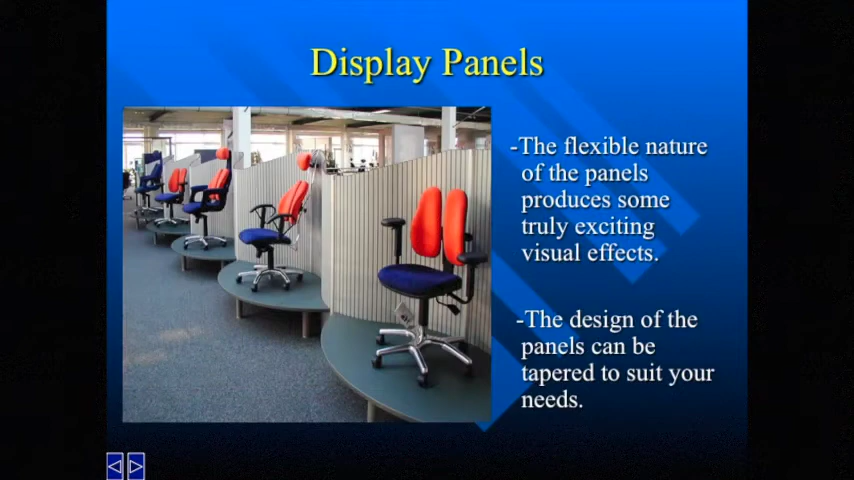 Display Panels
-The flexible nature
of the panels
produces some
truly exciting
visual effects.
-The design of the
panels can be
tapered to suit your
needs.